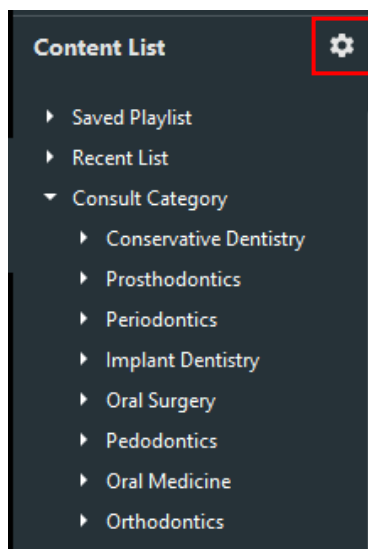 Content List
Saved Playlist
Recent List
Consult Category
Conservative Dentistry
Prosthodontics
Periodontics
Implant Dentistry
Oral Surgery
Pedodontics
Oral Medicine
Orthodontics